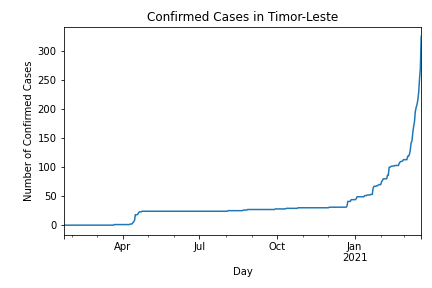 Confirmed Cases in Timor-Leste
Number of Confirmed Cases
300
250
200
150
100
50
0
Apr
Jul
Oct
Jan
2021
Day